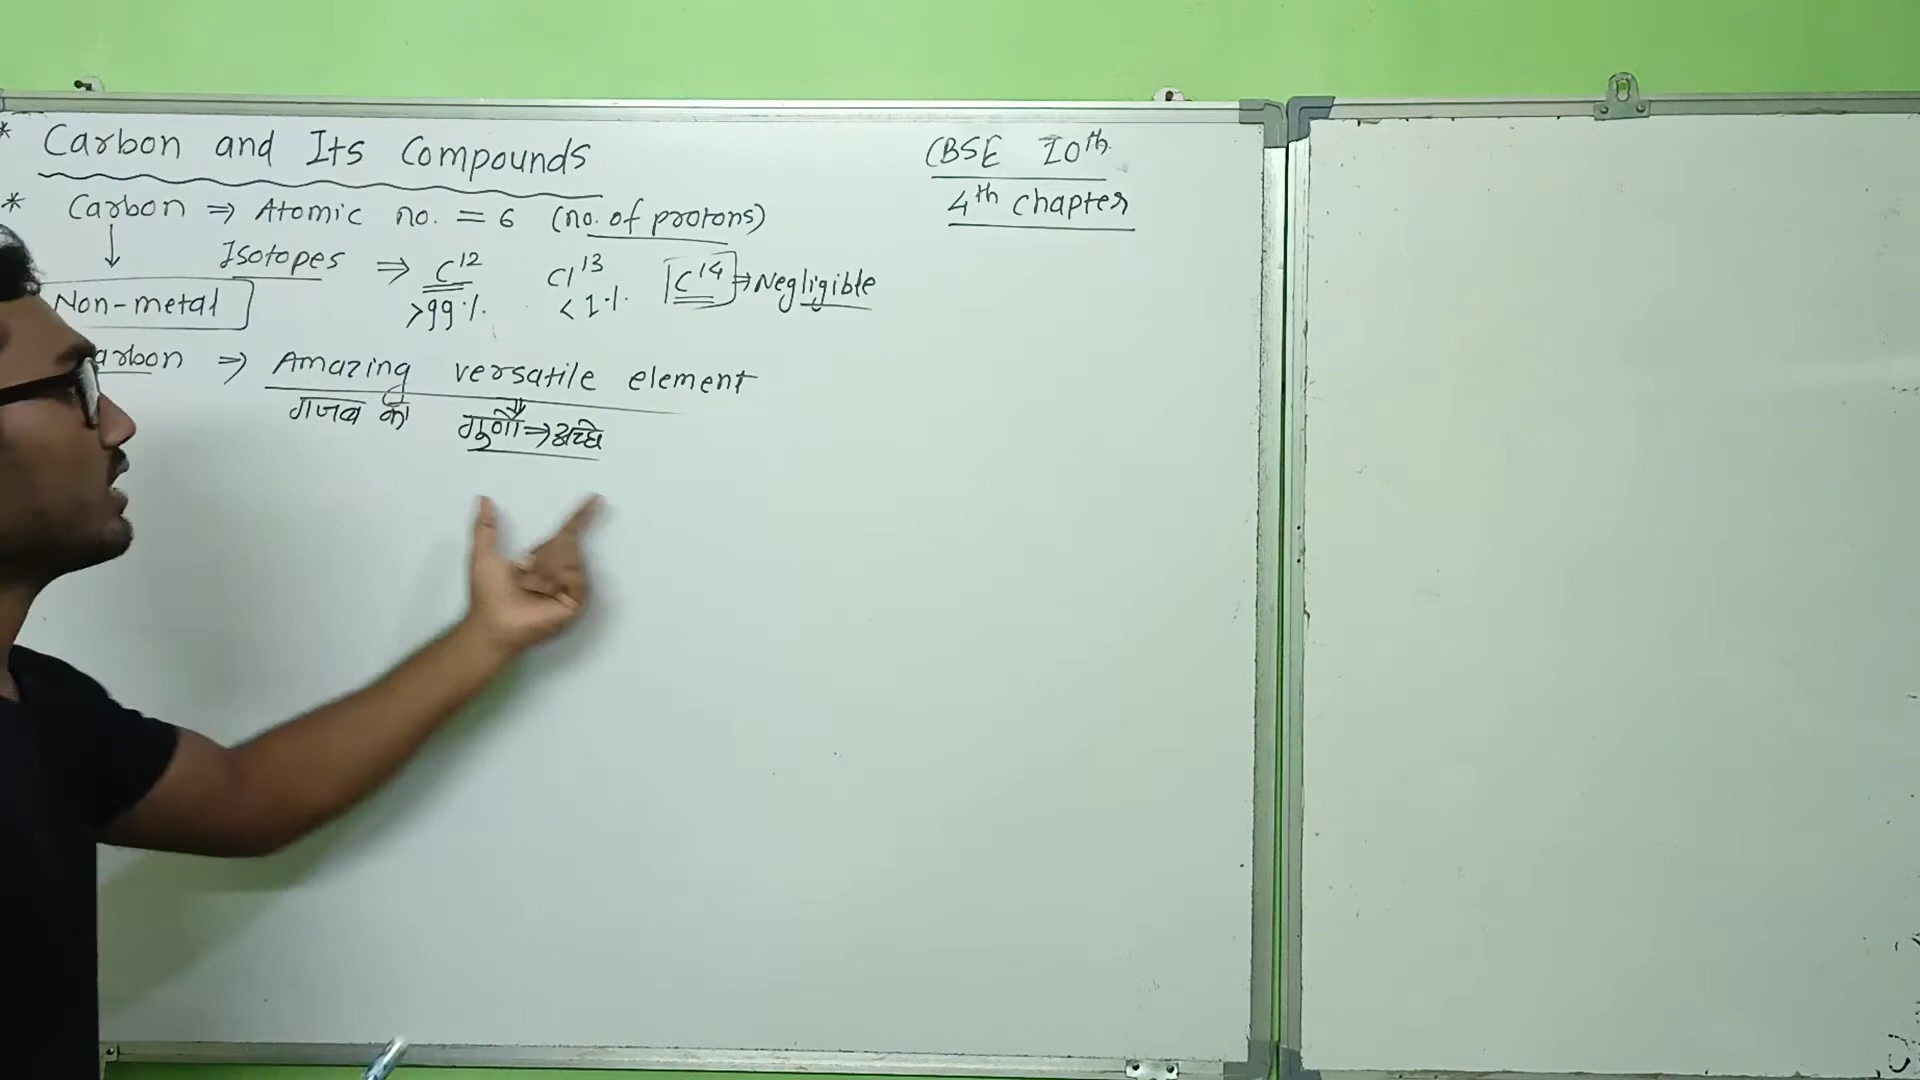 * Carbon and Its Compounds
CBSE 10th
4th chapter
* Carbon ⇒ Atomic no. = 6 (no. of protons)
↓ Isotopes ⇒ C12 C13 C14 ⇒ Negligible
Non-metal >99% <1%
arbon ⇒ Amazing versatile element
गजब का गुणी ⇒ अच्छे